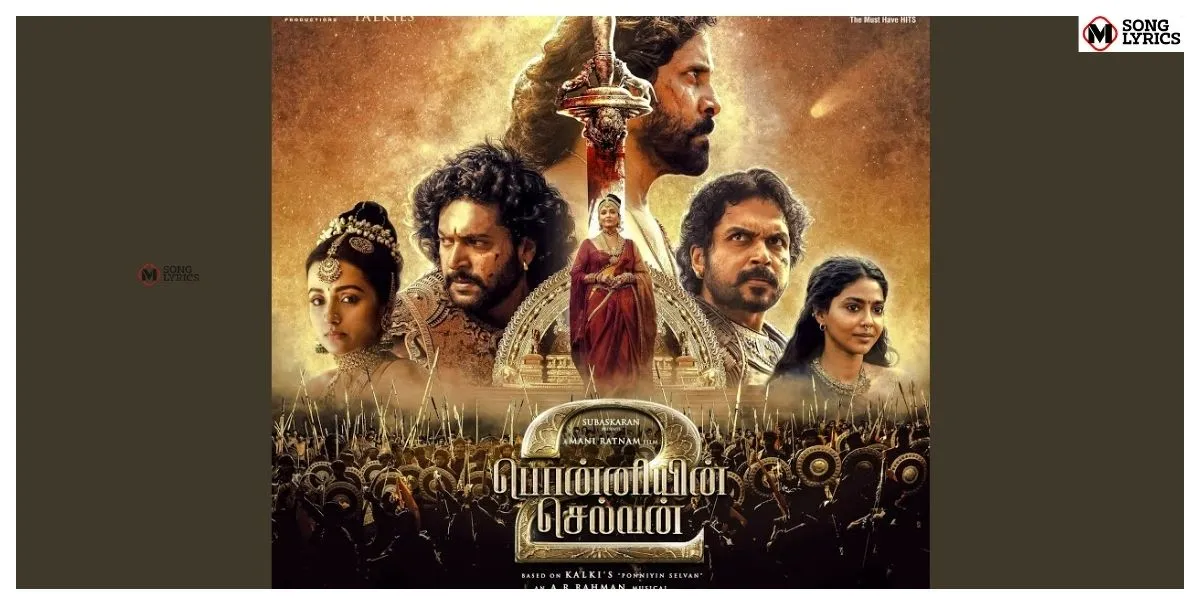 PRODUCTIONS
TALKIES
The Must Have HITS
M SONG
LYRICS
M SONG
LYRICS
SUBASKARAN
PRESENTS
A MANI RATNAM FILM
2
பொன்னியின்
செல்வன்
BASED ON KALKI'S "PONNIYIN SELVAN"
AN A.R.RAHMAN MUSICAL